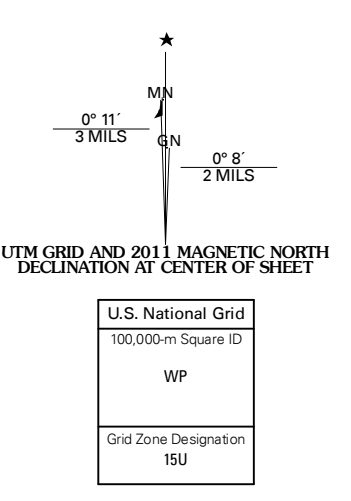 MN
0° 11´
3 MILS
GN
0° 8´
2 MILS
UTM GRID AND 2011 MAGNETIC NORTH
DECLINATION AT CENTER OF SHEET
U.S. National Grid
100,000-m Square ID
WP
Grid Zone Designation
15U